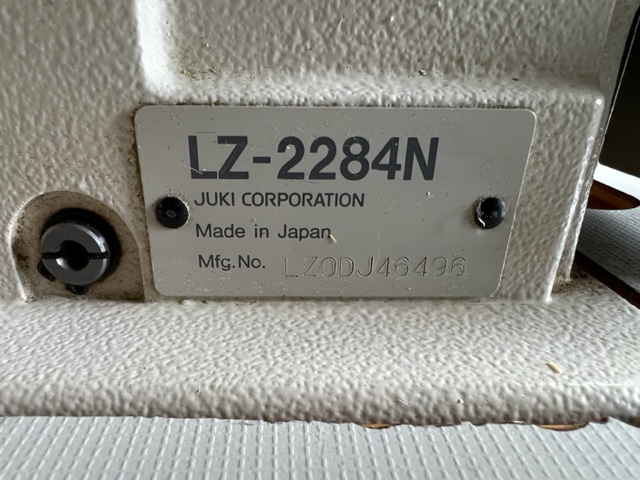 LZ-2284N
JUKI CORPORATION
Made in Japan
Mfg.No. LZ0DJ46496